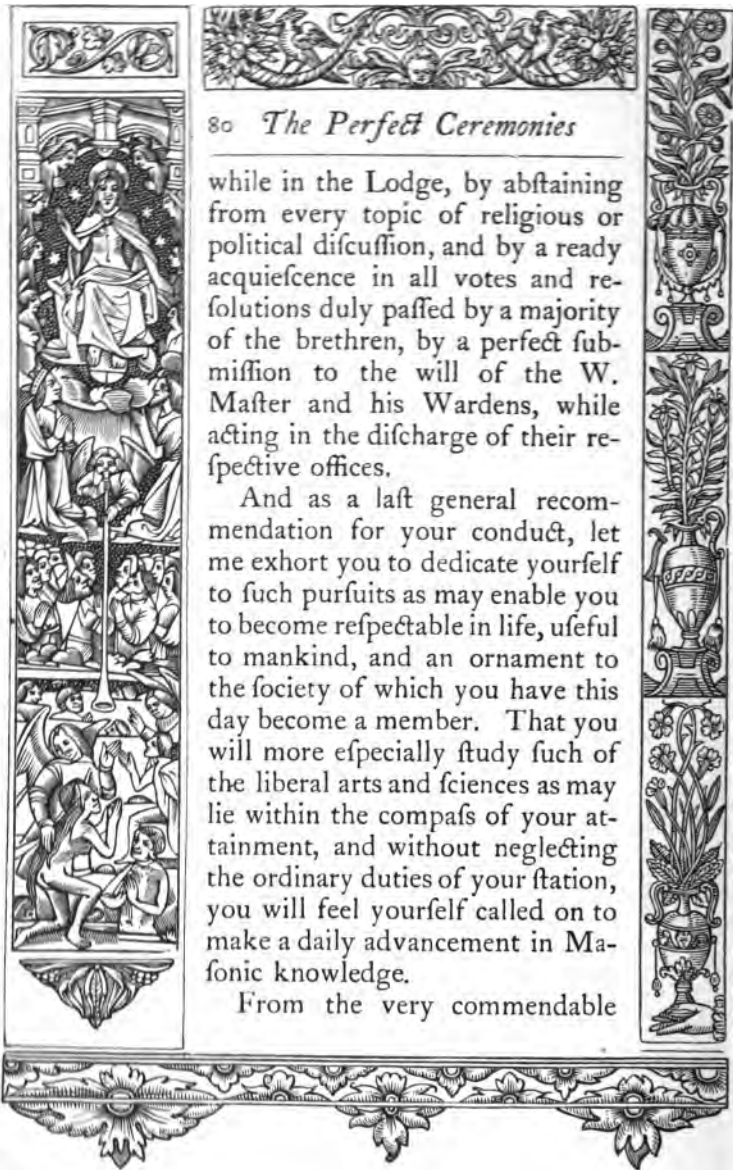 80 The Perfect Ceremonies
while in the Lodge, by abſtaining
from every topic of religious or
political diſcuſſion, and by a ready
acquieſcence in all votes and re-
ſolutions duly paſſed by a majority
of the brethren, by a perfect ſub-
miſſion to the will of the W.
Maſter and his Wardens, while
acting in the diſcharge of their re-
ſpective offices.
And as a laſt general recom-
mendation for your conduct, let
me exhort you to dedicate yourſelf
to ſuch purſuits as may enable you
to become reſpectable in life, uſeful
to mankind, and an ornament to
the ſociety of which you have this
day become a member. That you
will more eſpecially ſtudy ſuch of
the liberal arts and ſciences as may
lie within the compaſs of your at-
tainment, and without neglecting
the ordinary duties of your ſtation,
you will feel yourſelf called on to
make a daily advancement in Ma-
ſonic knowledge.
From the very commendable